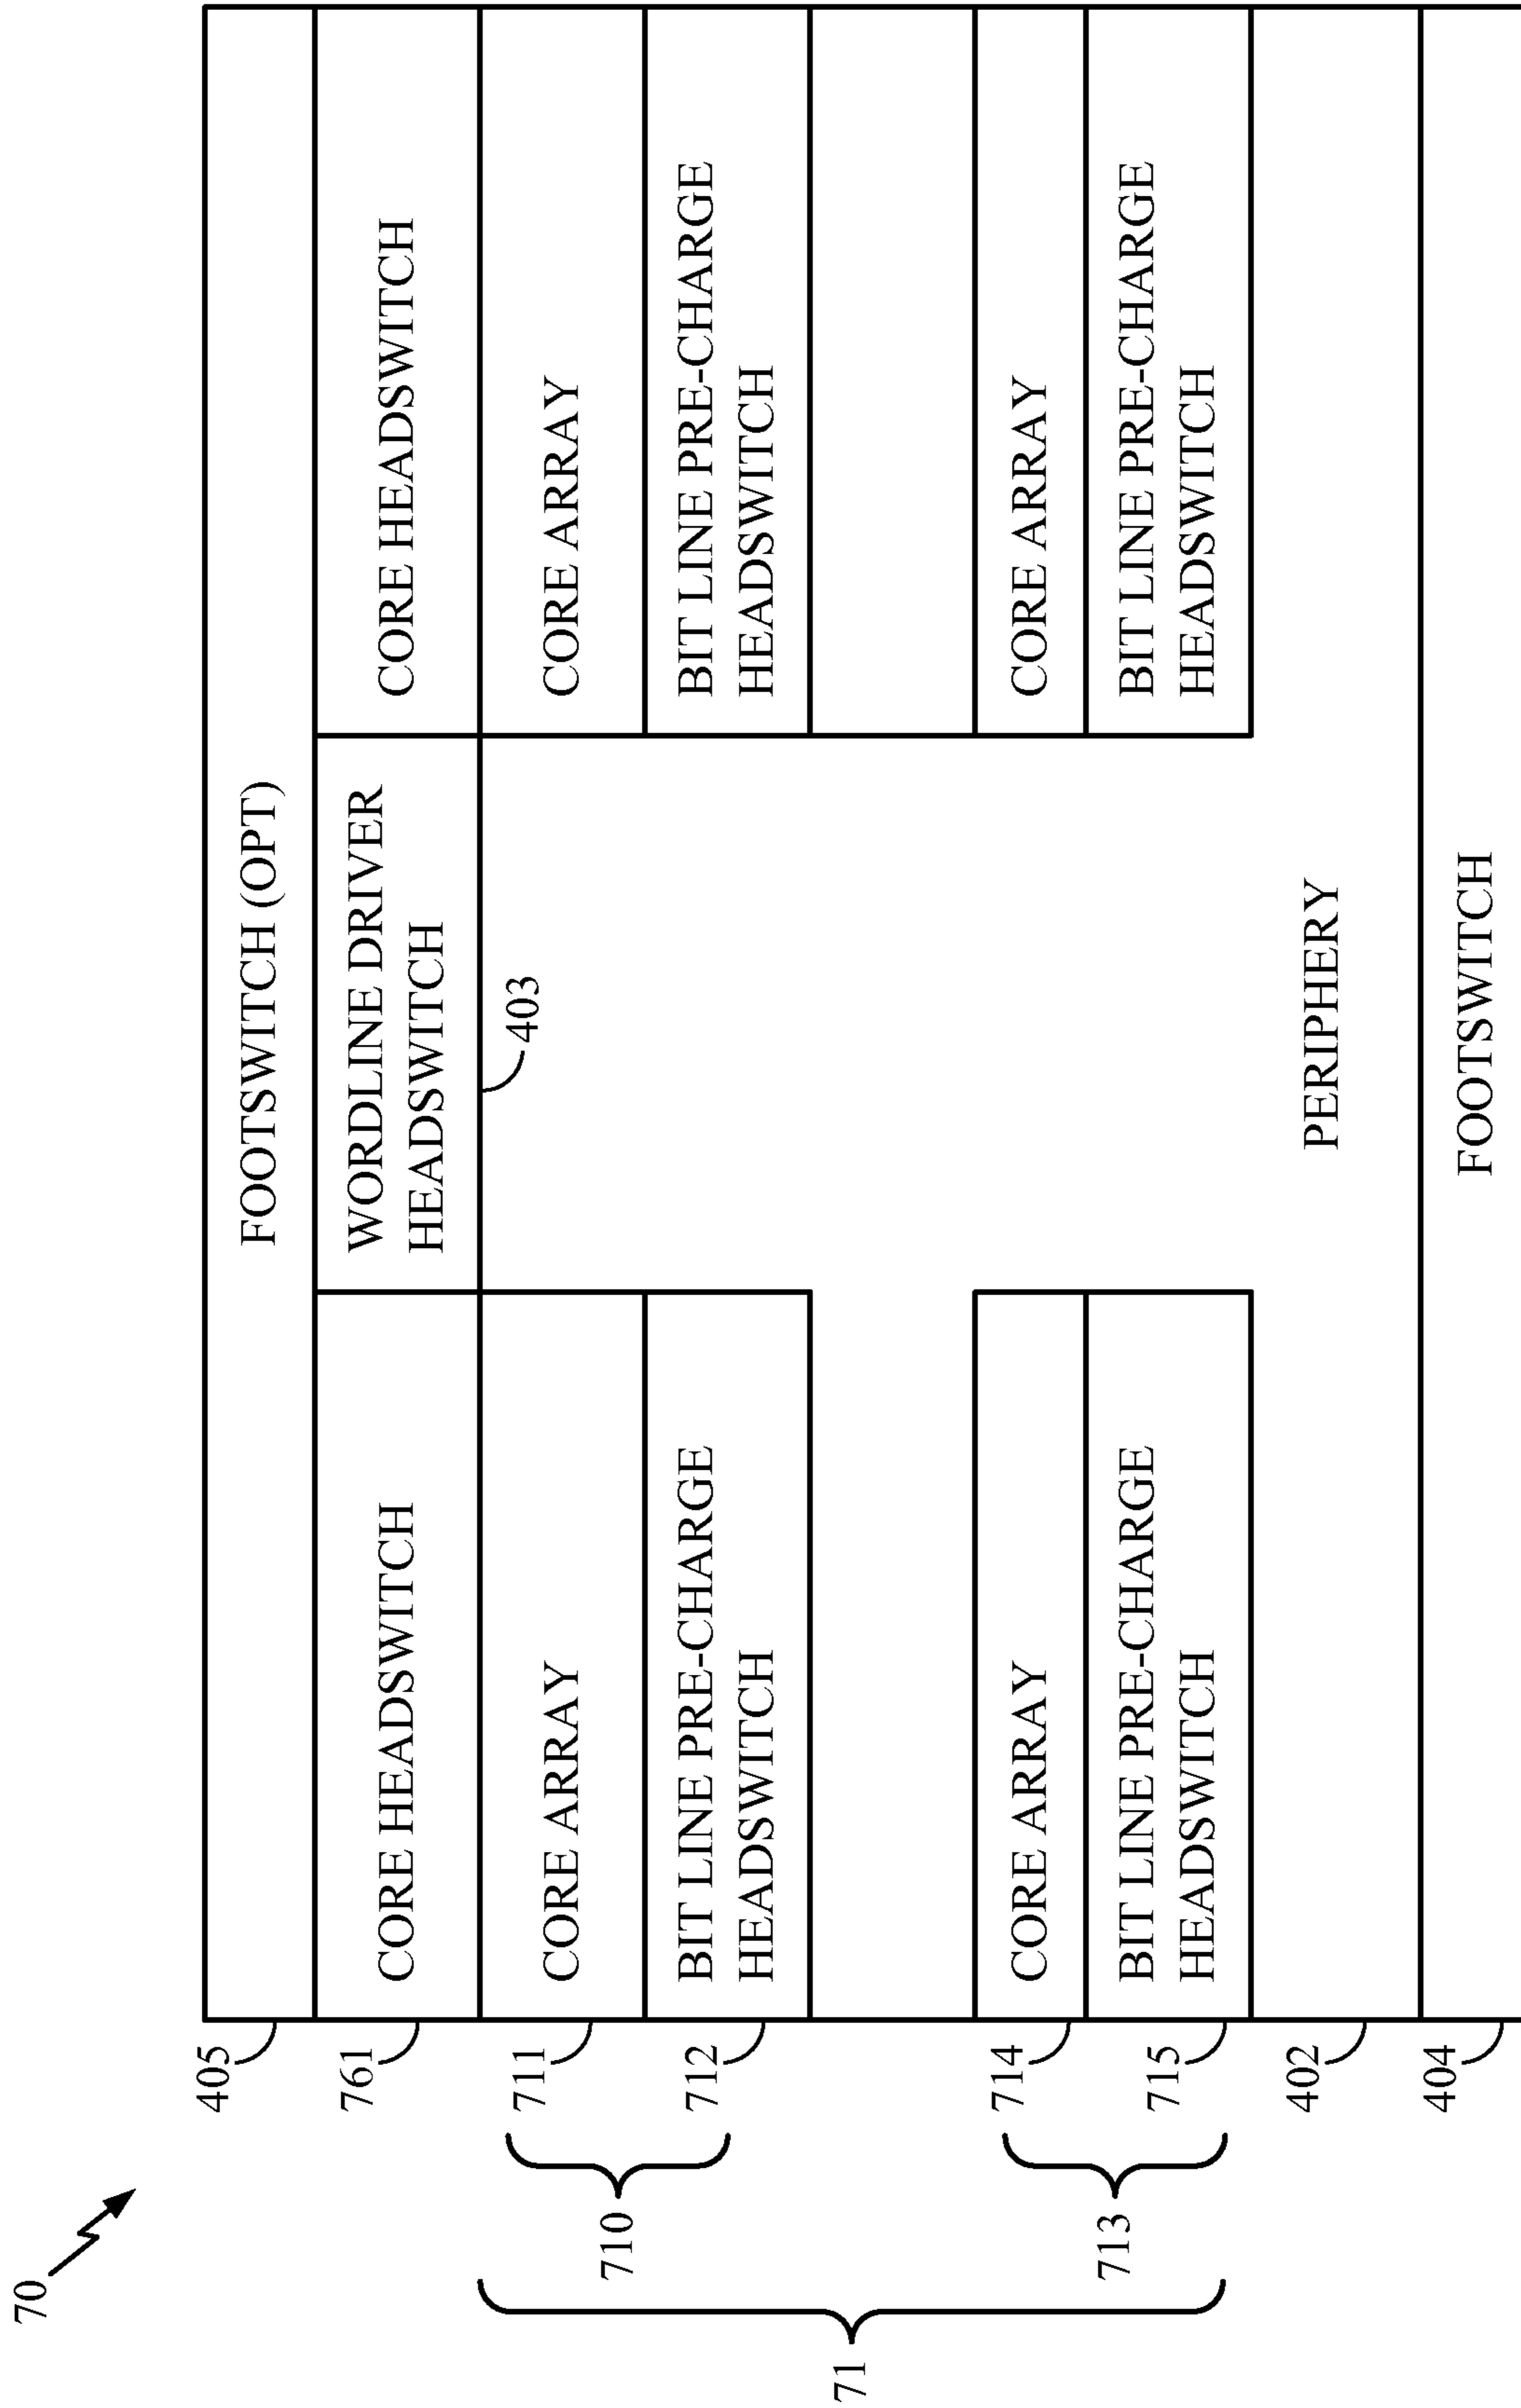 70
405
FOOTSWITCH (OPT)
761
CORE HEADSWITCH
WORDLINE DRIVER
HEADSWITCH
CORE HEADSWITCH
403
71
710
711
CORE ARRAY
CORE ARRAY
712
BIT LINE PRE-CHARGE
HEADSWITCH
BIT LINE PRE-CHARGE
HEADSWITCH
713
714
CORE ARRAY
CORE ARRAY
715
BIT LINE PRE-CHARGE
HEADSWITCH
BIT LINE PRE-CHARGE
HEADSWITCH
402
PERIPHERY
404
FOOTSWITCH